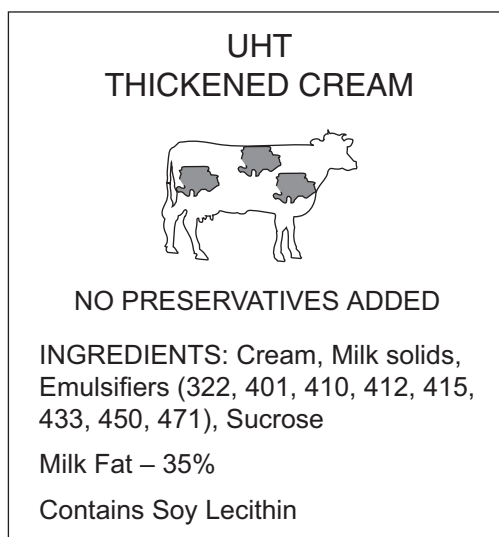 UHT
THICKENED CREAM
NO PRESERVATIVES ADDED
INGREDIENTS: Cream, Milk solids,
Emulsifiers (322, 401, 410, 412, 415,
433, 450, 471), Sucrose
Milk Fat – 35%
Contains Soy Lecithin